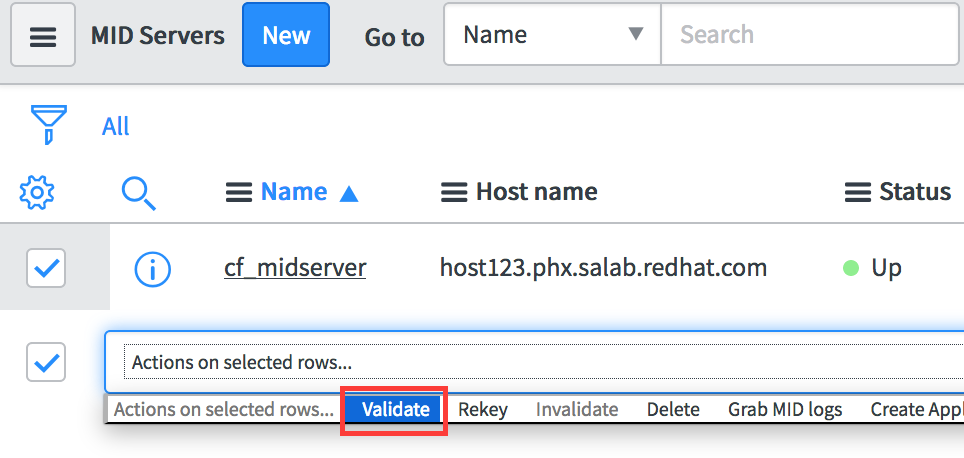 MID Servers New Go to Name Search
All
Name Host name Status
cf_midserver host123.phx.salab.redhat.com Up
Actions on selected rows...
Actions on selected rows... Validate Rekey Invalidate Delete Grab MID logs Create Appl